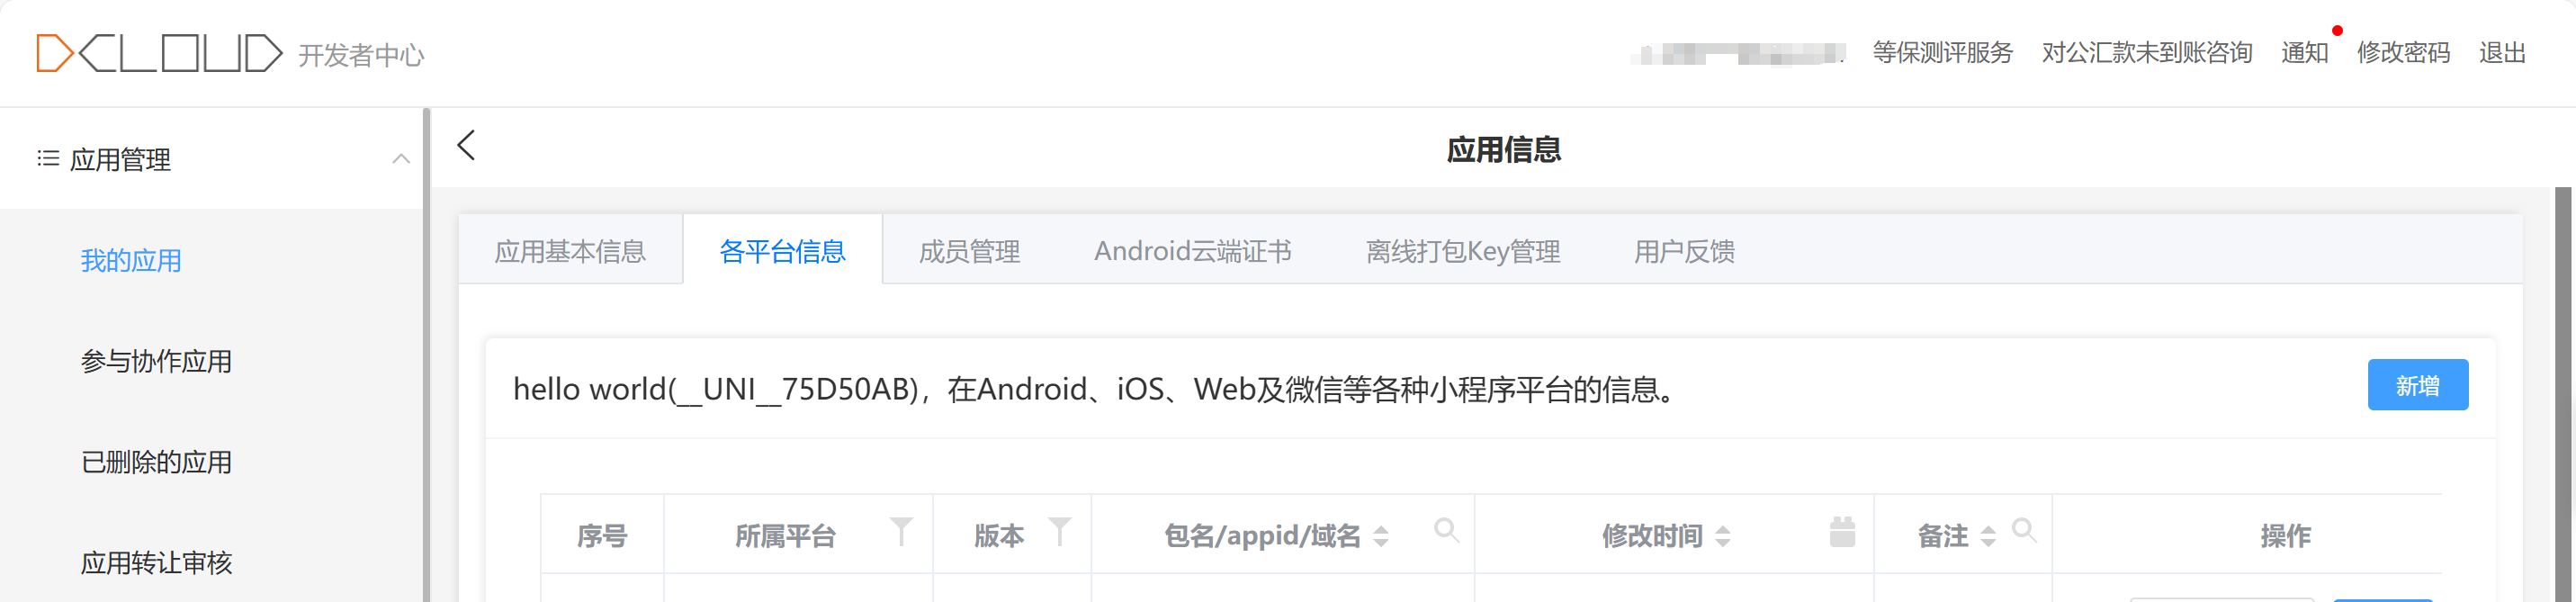 DCLOUD 开发者中心
等保测评服务 对公汇款未到账咨询 通知 修改密码 退出
应用管理
应用信息
我的应用
参与协作应用
已删除的应用
应用转让审核
应用基本信息 各平台信息 成员管理 Android云端证书 离线打包Key管理 用户反馈
hello world(__UNI__75D50AB)，在Android、iOS、Web及微信等各种小程序平台的信息。
新增
序号 所属平台 版本 包名/appid/域名 修改时间 备注 操作